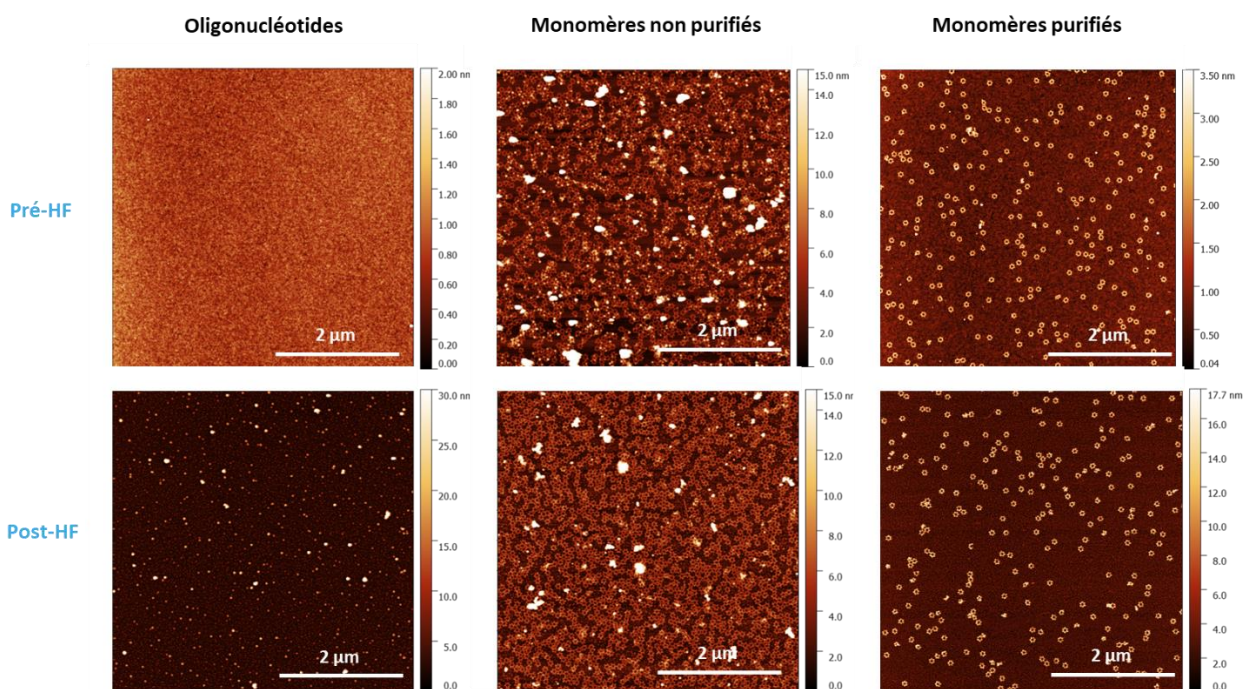 Oligonucléotides
Monomères non purifiés
Monomères purifiés
Pré-HF
2.00 nm
1.80
1.60
1.40
1.20
1.00
0.80
0.60
0.40
0.20
0.00
2 µm
15.0 nm
14.0
12.0
10.0
8.0
6.0
4.0
2.0
0.0
2 µm
3.50 nm
3.00
2.50
2.00
1.50
1.00
0.50
0.04
2 µm
Post-HF
30.0 nm
25.0
20.0
15.0
10.0
5.0
0.0
2 µm
15.0 nr
14.0
12.0
10.0
8.0
6.0
4.0
2.0
0.0
2 µm
17.7 nm
16.0
14.0
12.0
10.0
8.0
6.0
4.0
2.0
0.0
2 µm